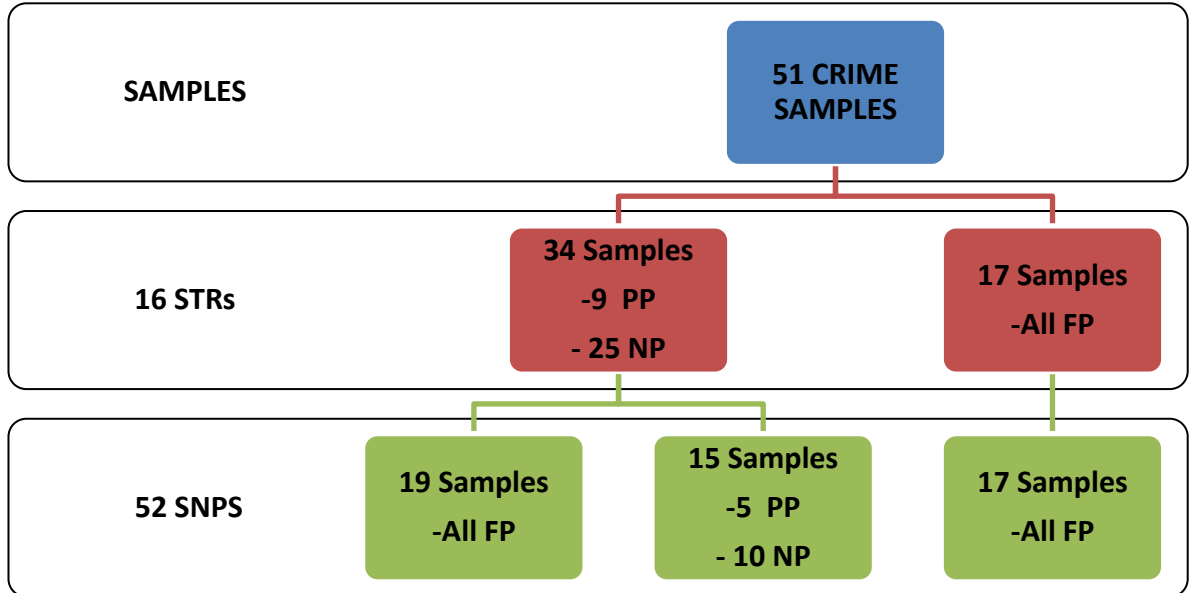 SAMPLES
51 CRIME
SAMPLES
16 STRs
34 Samples
-9 PP
- 25 NP
17 Samples
-All FP
52 SNPS
19 Samples
-All FP
15 Samples
-5 PP
- 10 NP
17 Samples
-All FP